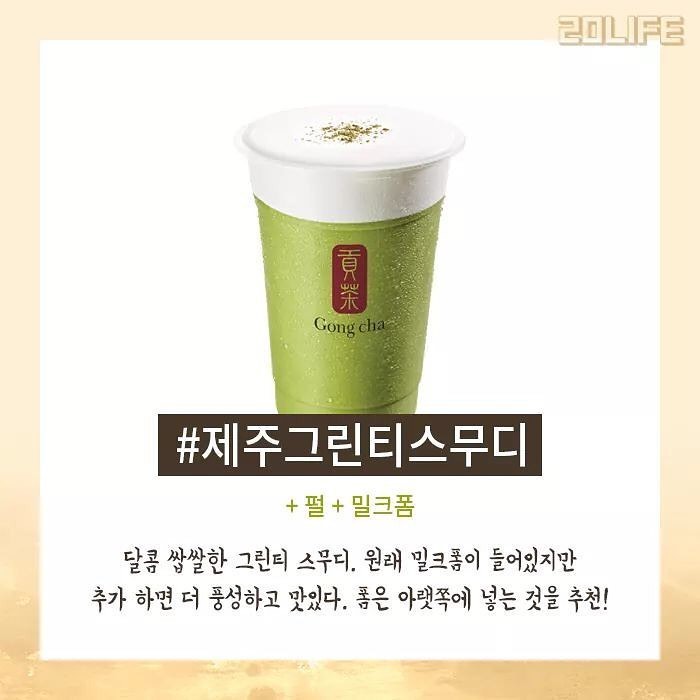 20LIFE
貢茶
Gong cha
#제주그린티스무디
+ 펄 + 밀크폼
달콤 쌉쌀한 그린티 스무디. 원래 밀크폼이 들어있지만
추가 하면 더 풍성하고 맛있다. 폼은 아랫쪽에 넣는 것을 추천!